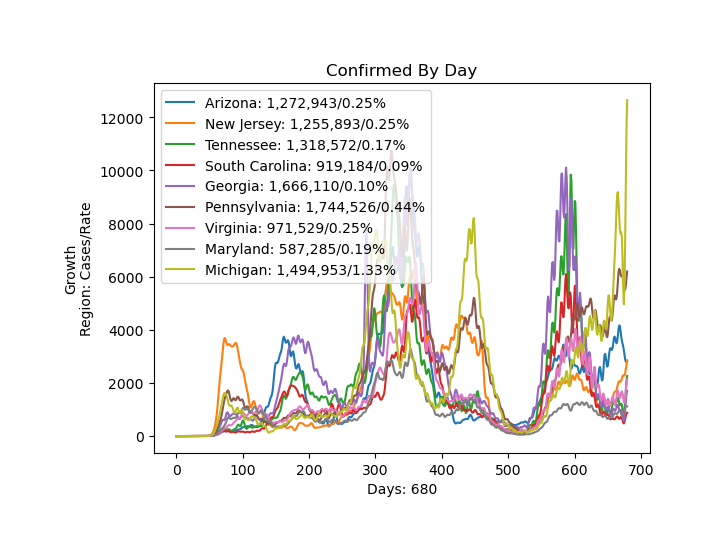 Confirmed By Day
Arizona: 1,272,943/0.25%
New Jersey: 1,255,893/0.25%
Tennessee: 1,318,572/0.17%
South Carolina: 919,184/0.09%
Georgia: 1,666,110/0.10%
Pennsylvania: 1,744,526/0.44%
Virginia: 971,529/0.25%
Maryland: 587,285/0.19%
Michigan: 1,494,953/1.33%
Growth
Region: Cases/Rate
12000
10000
8000
6000
4000
2000
0
0 100 200 300 400 500 600 700
Days: 680